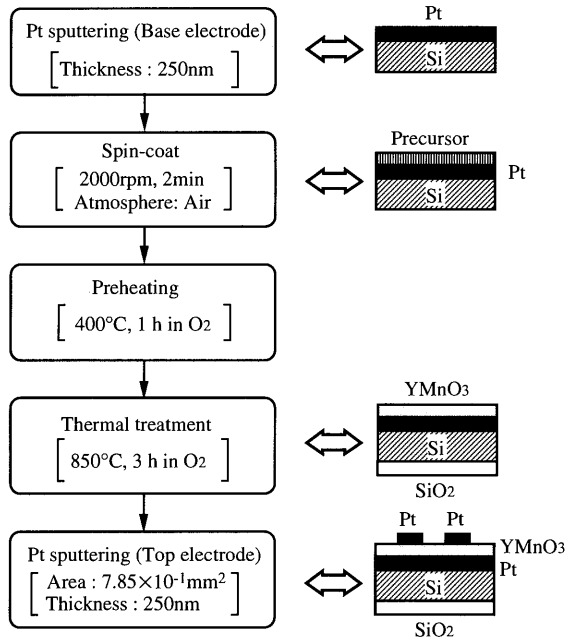 Pt sputtering (Base electrode)
Thickness : 250nm
Pt
Si
Spin-coat
2000rpm, 2min
Atmosphere: Air
Precursor
Pt
Si
Preheating
400°C, 1 h in O2
Thermal treatment
850°C, 3 h in O2
YMnO3
Si
SiO2
Pt sputtering (Top electrode)
Area : 7.85×10-1mm2
Thickness : 250nm
Pt Pt
YMnO3
Pt
Si
SiO2